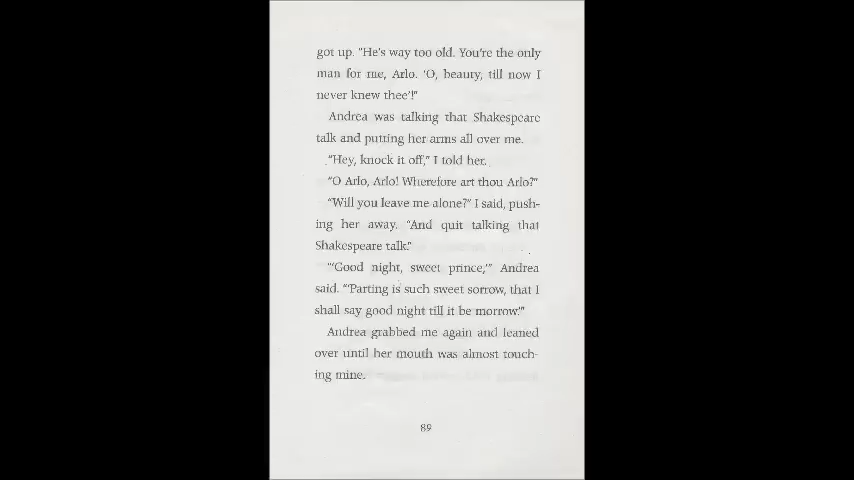 got up. "He's way too old. You're the only
man for me, Arlo. 'O, beauty, till now I
never knew thee'!"
Andrea was talking that Shakespeare
talk and putting her arms all over me.
"Hey, knock it off," I told her.
"O Arlo, Arlo! Wherefore art thou Arlo?"
"Will you leave me alone?" I said, push-
ing her away. "And quit talking that
Shakespeare talk."
"'Good night, sweet prince,'" Andrea
said. "'Parting is such sweet sorrow, that I
shall say good night till it be morrow.'"
Andrea grabbed me again and leaned
over until her mouth was almost touch-
ing mine.
89